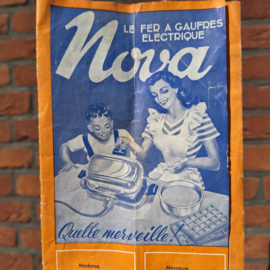 LE FER A GAUFRES
ELECTRIQUE
Nova
Quelle merveille!
Madame,